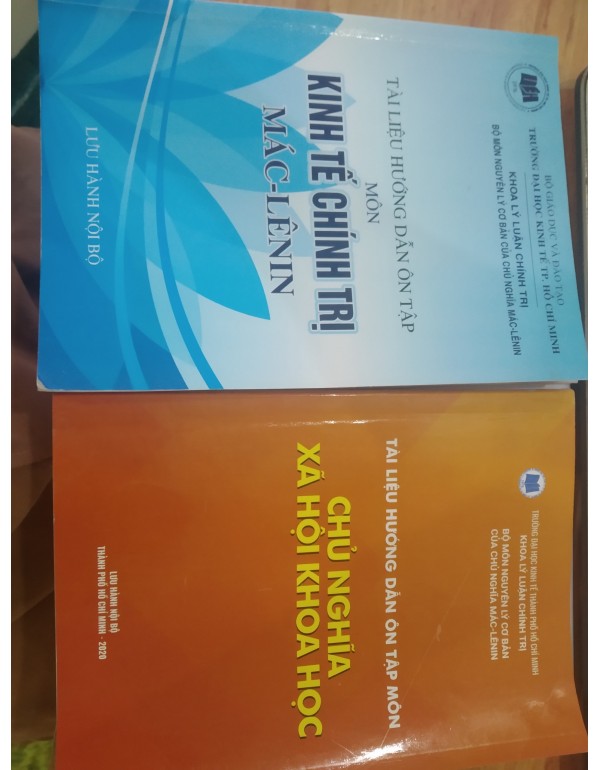 BỘ GIÁO DỤC VÀ ĐÀO TẠO
TRƯỜNG ĐẠI HỌC KINH TẾ TP. HỒ CHÍ MINH
KHOA LÝ LUẬN CHÍNH TRỊ
BỘ MÔN NGUYÊN LÝ CƠ BẢN CỦA CHỦ NGHĨA MÁC-LÊNIN
TÀI LIỆU HƯỚNG DẪN ÔN TẬP
MÔN
KINH TẾ CHÍNH TRỊ
MÁC-LÊNIN
LƯU HÀNH NỘI BỘ
TRƯỜNG ĐẠI HỌC KINH TẾ THÀNH PHỐ HỒ CHÍ MINH
KHOA LÝ LUẬN CHÍNH TRỊ
BỘ MÔN NGUYÊN LÝ CƠ BẢN
CỦA CHỦ NGHĨA MÁC-LÊNIN
TÀI LIỆU HƯỚNG DẪN ÔN TẬP MÔN
CHỦ NGHĨA
XÃ HỘI KHOA HỌC
LƯU HÀNH NỘI BỘ
THÀNH PHỐ HỒ CHÍ MINH - 2020